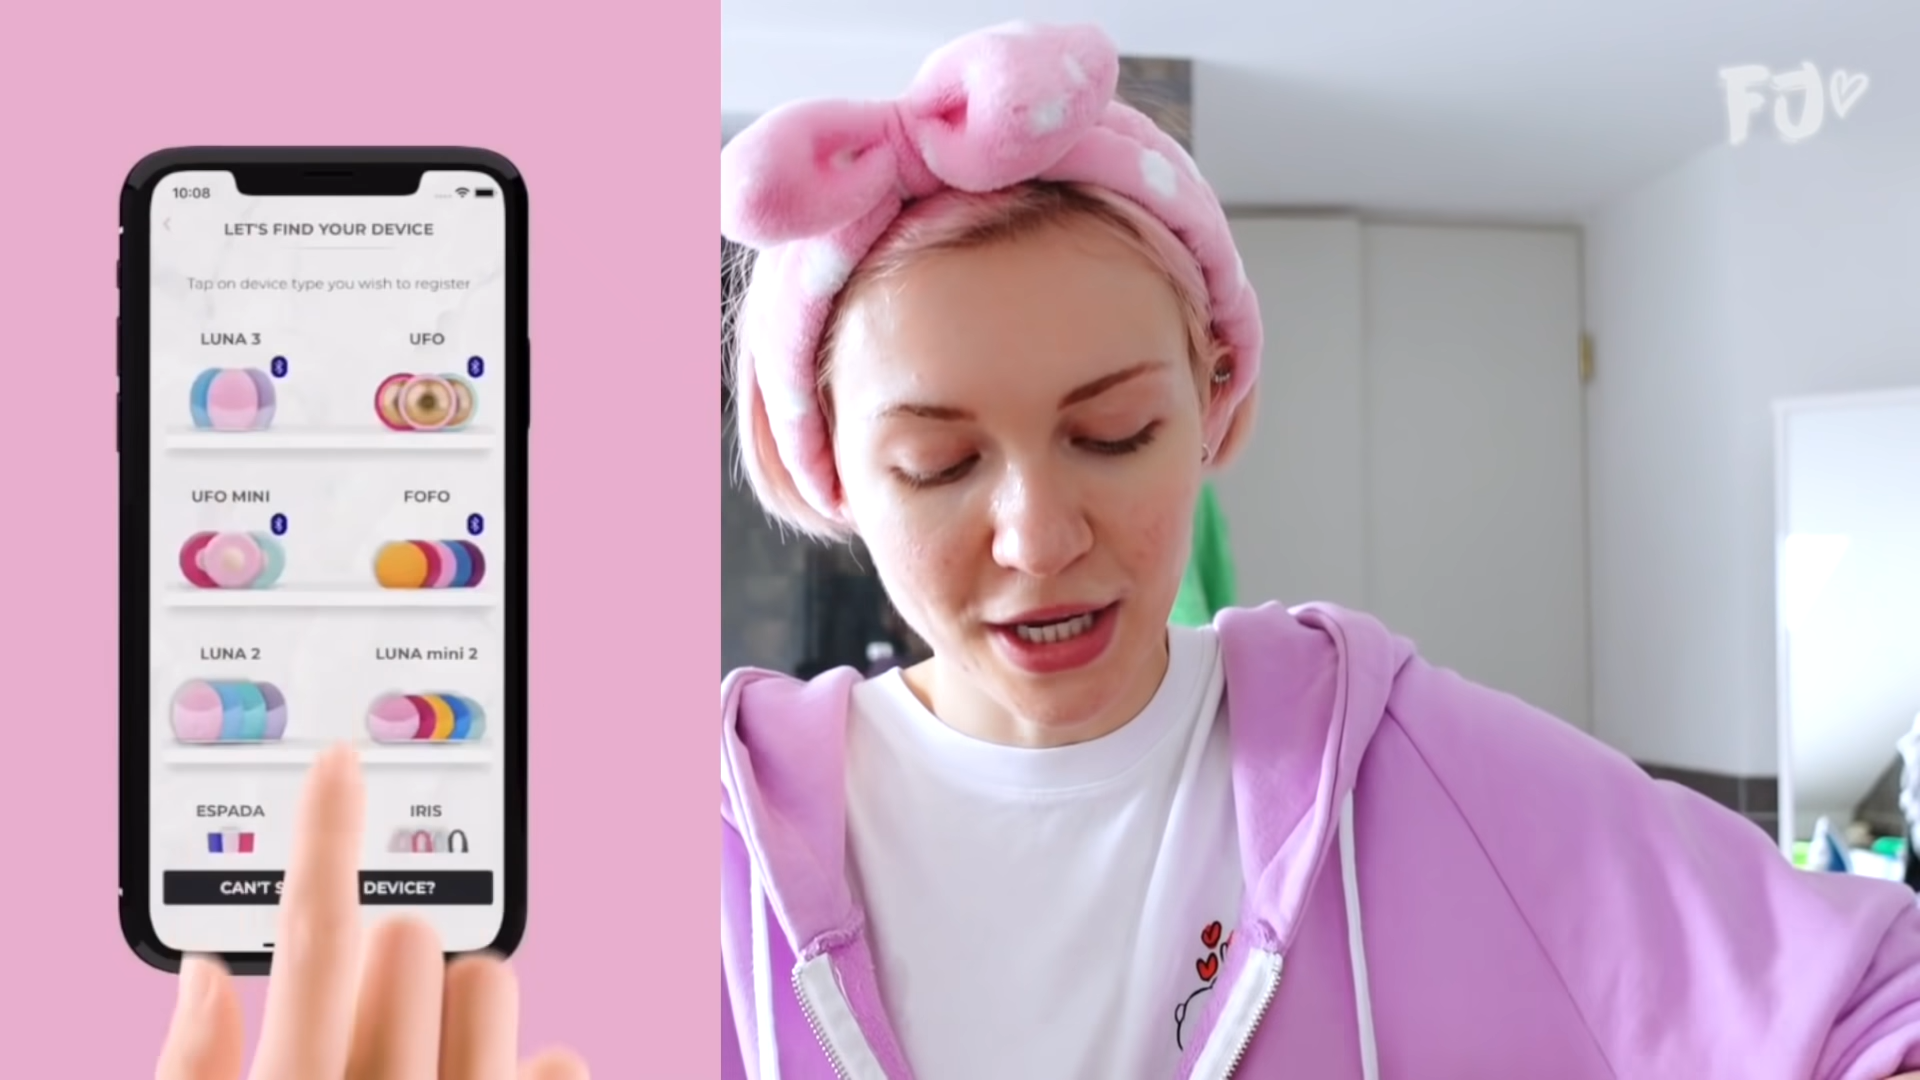 10:08
LET'S FIND YOUR DEVICE
Tap on device type you wish to register
LUNA 3
UFO
UFO MINI
FOFO
LUNA 2
LUNA mini 2
ESPADA
IRIS
CAN'T S DEVICE?
FJ